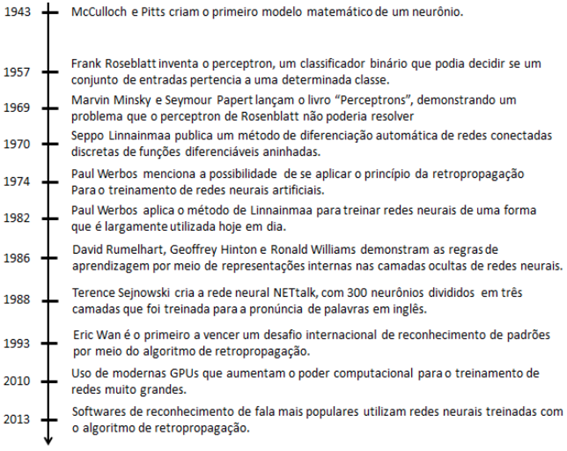 1943 McCulloch e Pitts criam o primeiro modelo matemático de um neurônio.
1957 Frank Roseblatt inventa o perceptron, um classificador binário que podia decidir se um
conjunto de entradas pertencia a uma determinada classe.
1969 Marvin Minsky e Seymour Papert lançam o livro “Perceptrons”, demonstrando um
problema que o perceptron de Rosenblatt não poderia resolver
1970 Seppo Linnainmaa publica um método de diferenciação automática de redes conectadas
discretas de funções diferenciáveis aninhadas.
1974 Paul Werbos menciona a possibilidade de se aplicar o princípio da retropropagação
Para o treinamento de redes neurais artificiais.
1982 Paul Werbos aplica o método de Linnainmaa para treinar redes neurais de uma forma
que é largamente utilizada hoje em dia.
1986 David Rumelhart, Geoffrey Hinton e Ronald Williams demonstram as regras de
aprendizagem por meio de representações internas nas camadas ocultas de redes neurais.
1988 Terence Sejnowski cria a rede neural NETtalk, com 300 neurônios divididos em três
camadas que foi treinada para a pronúncia de palavras em inglês.
1993 Eric Wan é o primeiro a vencer um desafio internacional de reconhecimento de padrões
por meio do algoritmo de retropropagação.
2010 Uso de modernas GPUs que aumentam o poder computacional para o treinamento de
redes muito grandes.
2013 Softwares de reconhecimento de fala mais populares utilizam redes neurais treinadas com
o algoritmo de retropropagação.